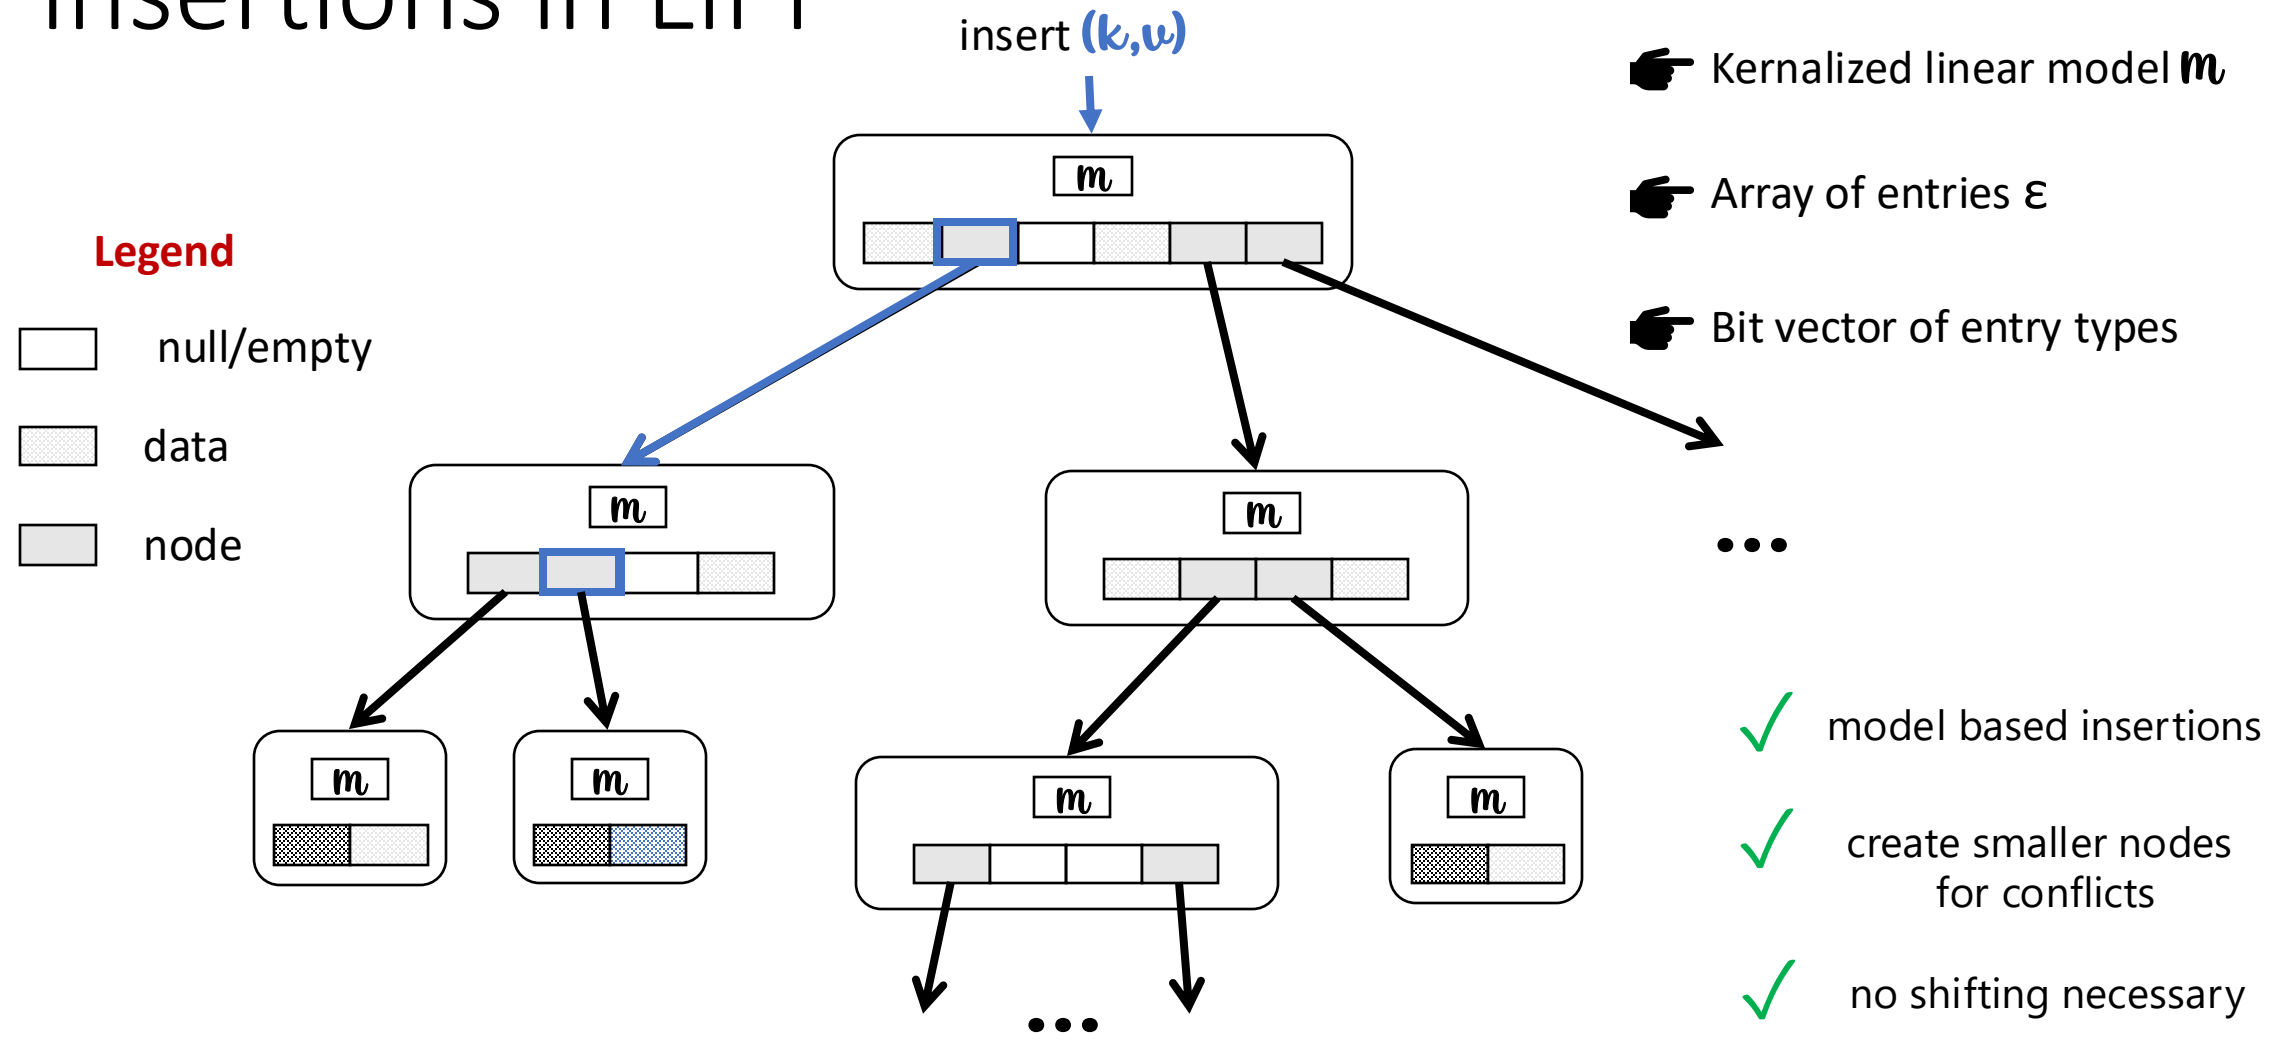 insert (k,v)
Kernalized linear model m
m
Array of entries ε
Legend
Bit vector of entry types
null/empty
data
m
m
node
...
model based insertions
m
m
m
m
create smaller nodes
for conflicts
no shifting necessary
...